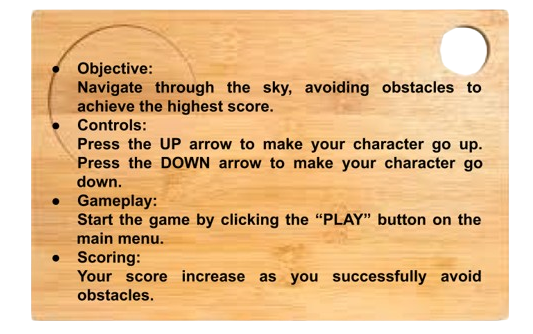 ● Objective:
Navigate through the sky, avoiding obstacles to
achieve the highest score.
● Controls:
Press the UP arrow to make your character go up.
Press the DOWN arrow to make your character go
down.
● Gameplay:
Start the game by clicking the “PLAY” button on the
main menu.
● Scoring:
Your score increase as you successfully avoid
obstacles.